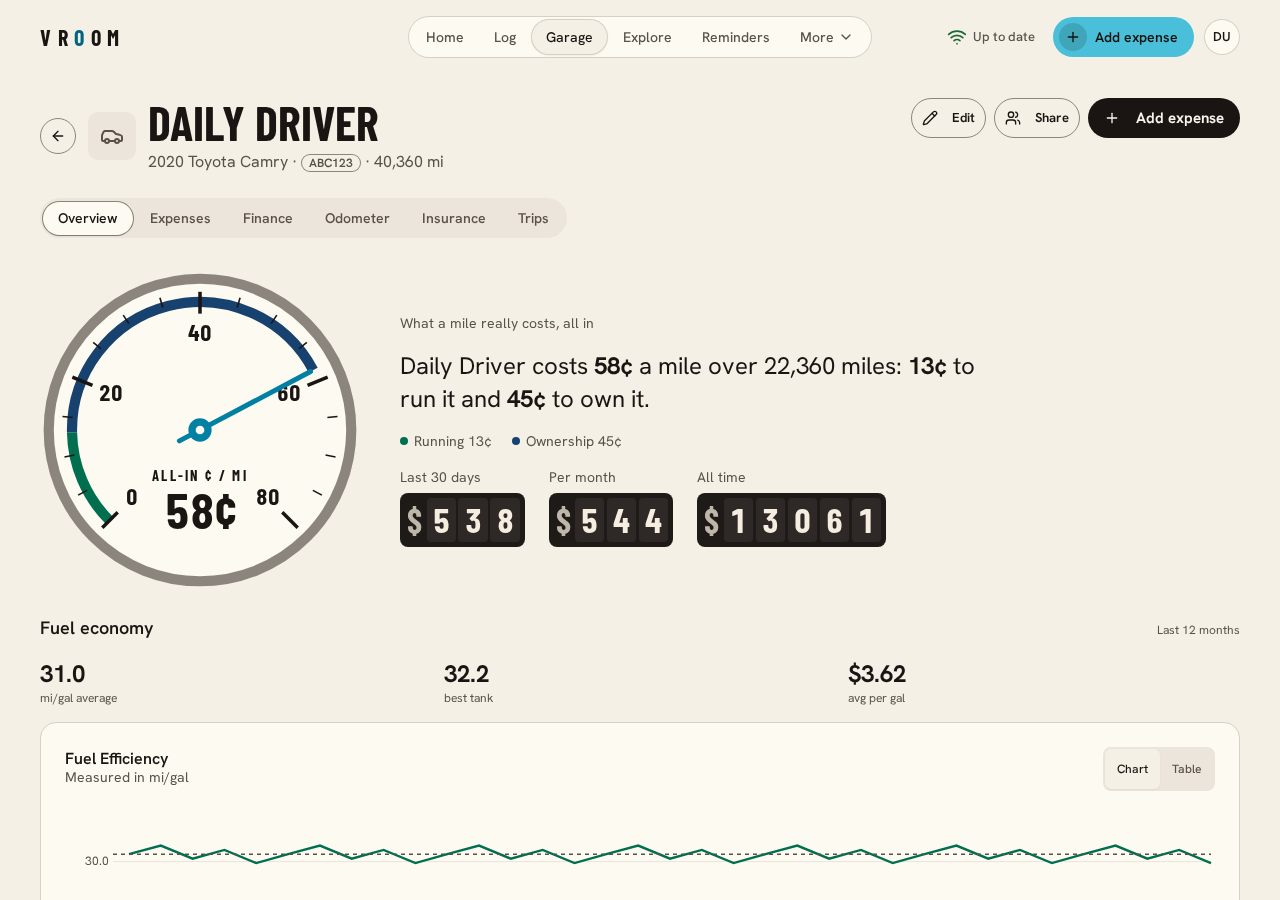 VROOM
Home Log Garage Explore Reminders More
Up to date
Add expense
DU
DAILY DRIVER
2020 Toyota Camry · ABC123 · 40,360 mi
Edit
Share
Add expense
Overview Expenses Finance Odometer Insurance Trips
40
20
60
0
80
ALL-IN ¢ / MI
58¢
What a mile really costs, all in
Daily Driver costs 58¢ a mile over 22,360 miles: 13¢ to
run it and 45¢ to own it.
Running 13¢ Ownership 45¢
Last 30 days Per month All time
$538 $544 $13061
Fuel economy
Last 12 months
31.0 32.2 $3.62
mi/gal average best tank avg per gal
Fuel Efficiency
Measured in mi/gal
Chart Table
30.0